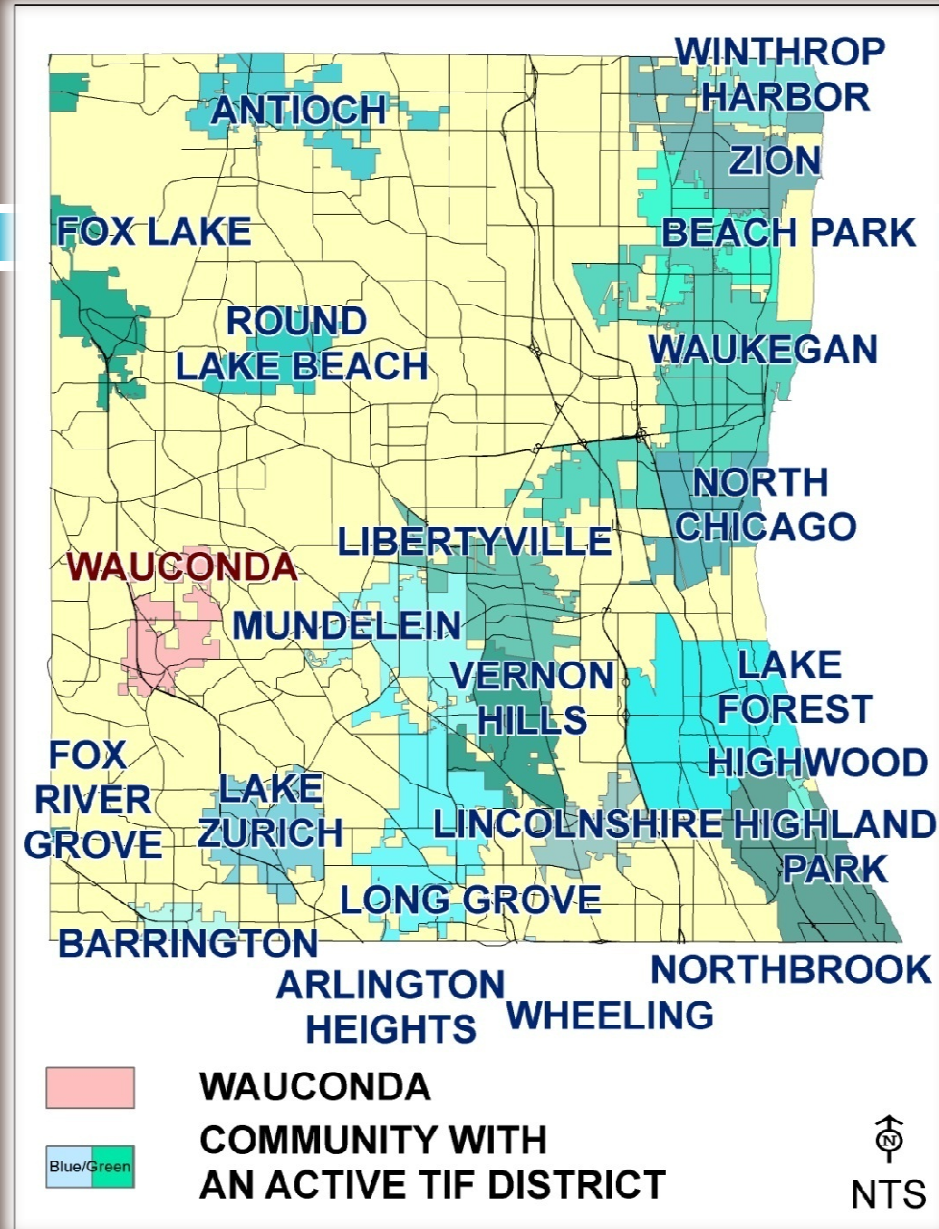 WINTHROP
HARBOR
ANTIOCH
ZION
FOX LAKE
BEACH PARK
ROUND
LAKE BEACH
WAUKEGAN
NORTH
CHICAGO
LIBERTYVILLE
WAUCONDA
MUNDELEIN
VERNON
HILLS
LAKE
FOREST
FOX
RIVER
GROVE
HIGHWOOD
LAKE
ZURICH
LINCOLNSHIRE
HIGHLAND
PARK
LONG GROVE
BARRINGTON
NORTHBROOK
ARLINGTON
HEIGHTS
WHEELING
WAUCONDA
Blue/Green
COMMUNITY WITH
AN ACTIVE TIF DISTRICT
N
NTS